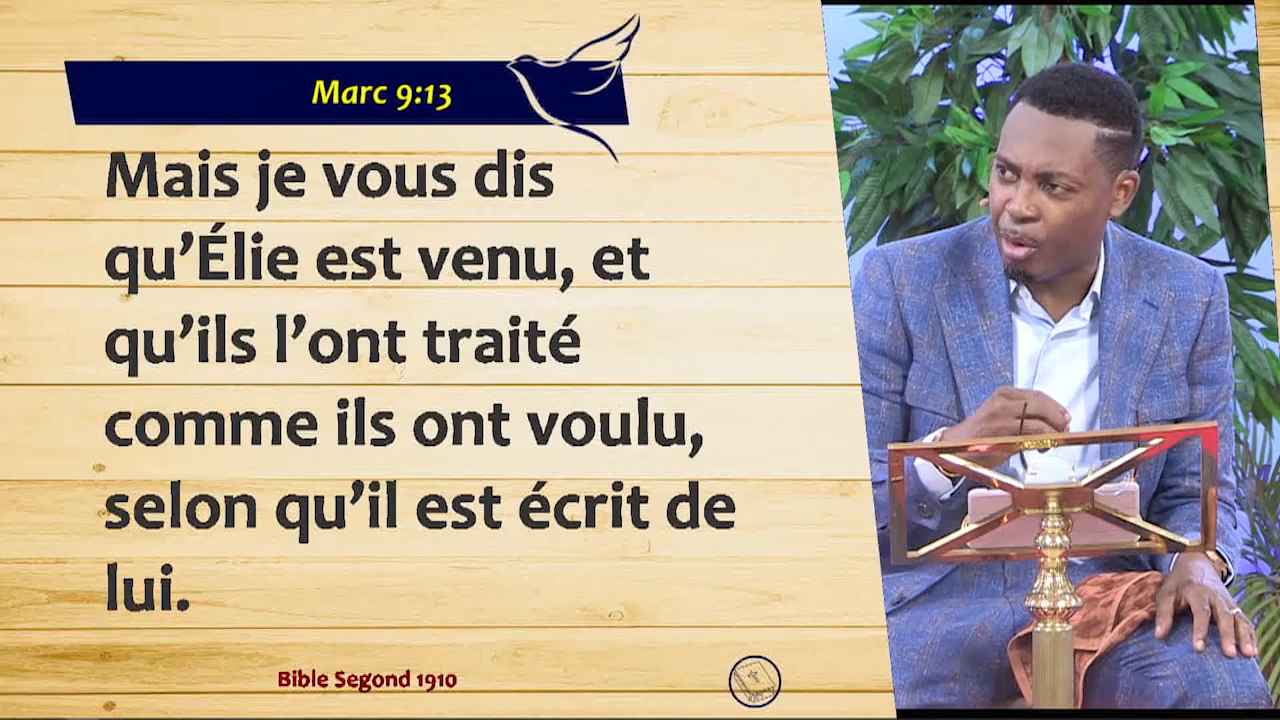 Marc 9:13
Mais je vous dis
qu’Élie est venu, et
qu’ils l’ont traité
comme ils ont voulu,
selon qu’il est écrit de
lui.
Bible Segond 1910